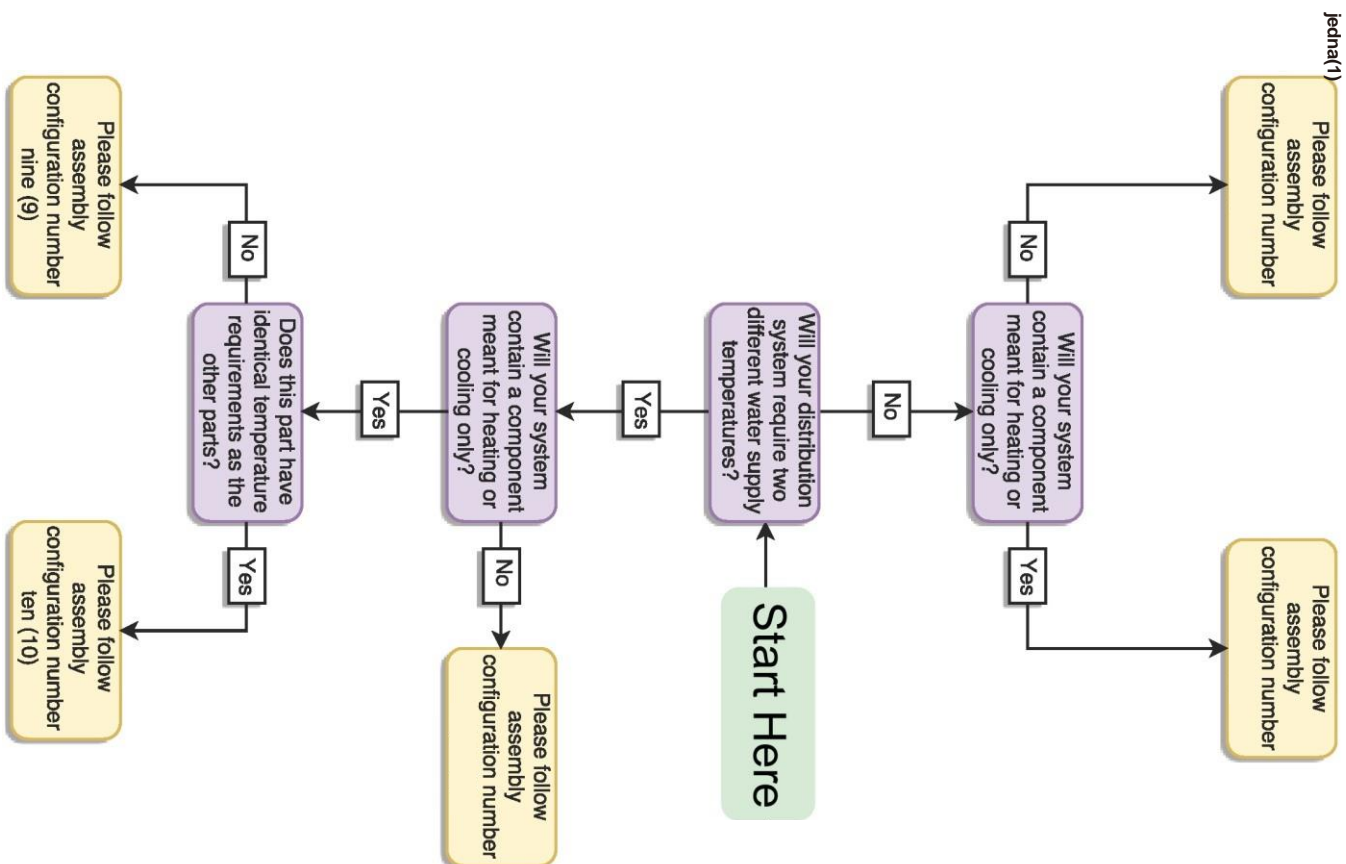 jedna(1)
Please follow
assembly
configuration number
Please follow
assembly
configuration number
No
Yes
Will your system
contain a component
meant for heating or
cooling only?
No
Will your distribution
system require two
different water supply
temperatures?
Start Here
Yes
Will your system
contain a component
meant for heating or
cooling only?
No
Please follow
assembly
configuration number
Yes
Does this part have
identical temperature
requirements as the
other parts?
No
Yes
Please follow
assembly
configuration number
nine (9)
Please follow
assembly
configuration number
ten (10)